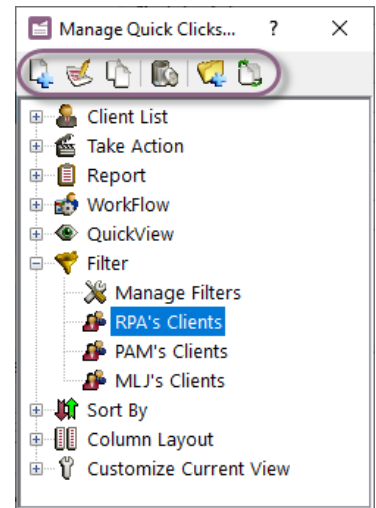 Manage Quick Clicks... ?
Client List
Take Action
Report
WorkFlow
QuickView
Filter
Manage Filters
RPA's Clients
PAM's Clients
MLJ's Clients
Sort By
Column Layout
Customize Current View